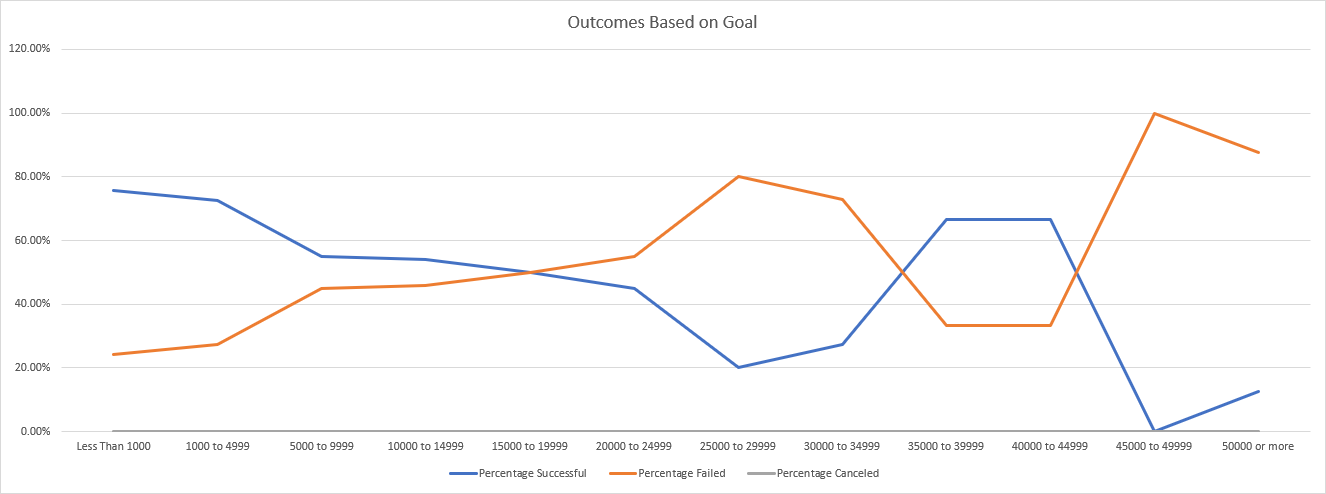 Outcomes Based on Goal
120.00%
100.00%
80.00%
60.00%
40.00%
20.00%
0.00%
Less Than 1000 1000 to 4999 5000 to 9999 10000 to 14999 15000 to 19999 20000 to 24999 25000 to 29999 30000 to 34999 35000 to 39999 40000 to 44999 45000 to 49999 50000 or more
Percentage Successful Percentage Failed Percentage Canceled